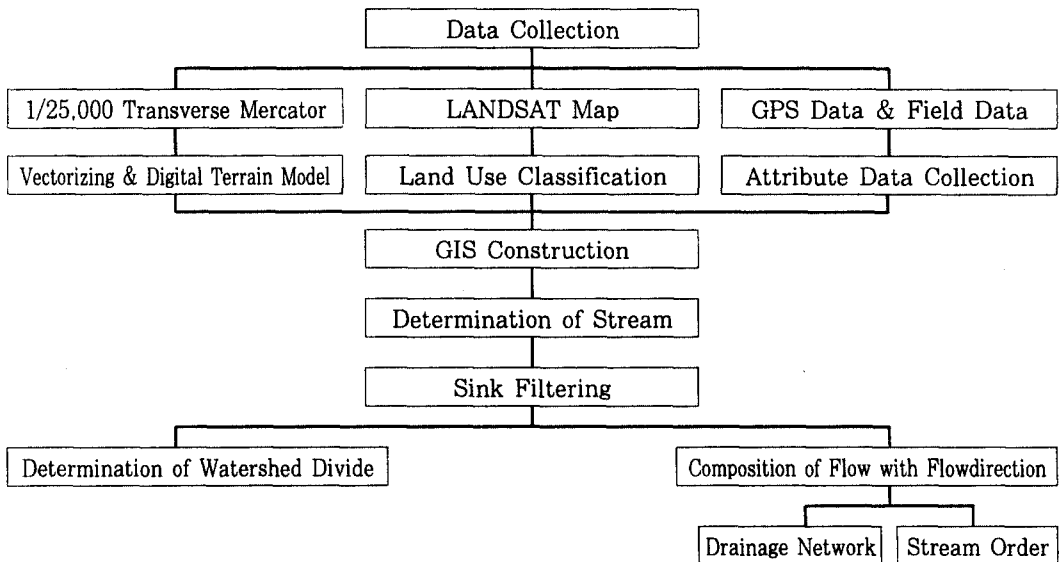 Data Collection
1/25,000 Transverse Mercator
LANDSAT Map
GPS Data & Field Data
Vectorizing & Digital Terrain Model
Land Use Classification
Attribute Data Collection
GIS Construction
Determination of Stream
Sink Filtering
Determination of Watershed Divide
Composition of Flow with Flowdirection
Drainage Network
Stream Order